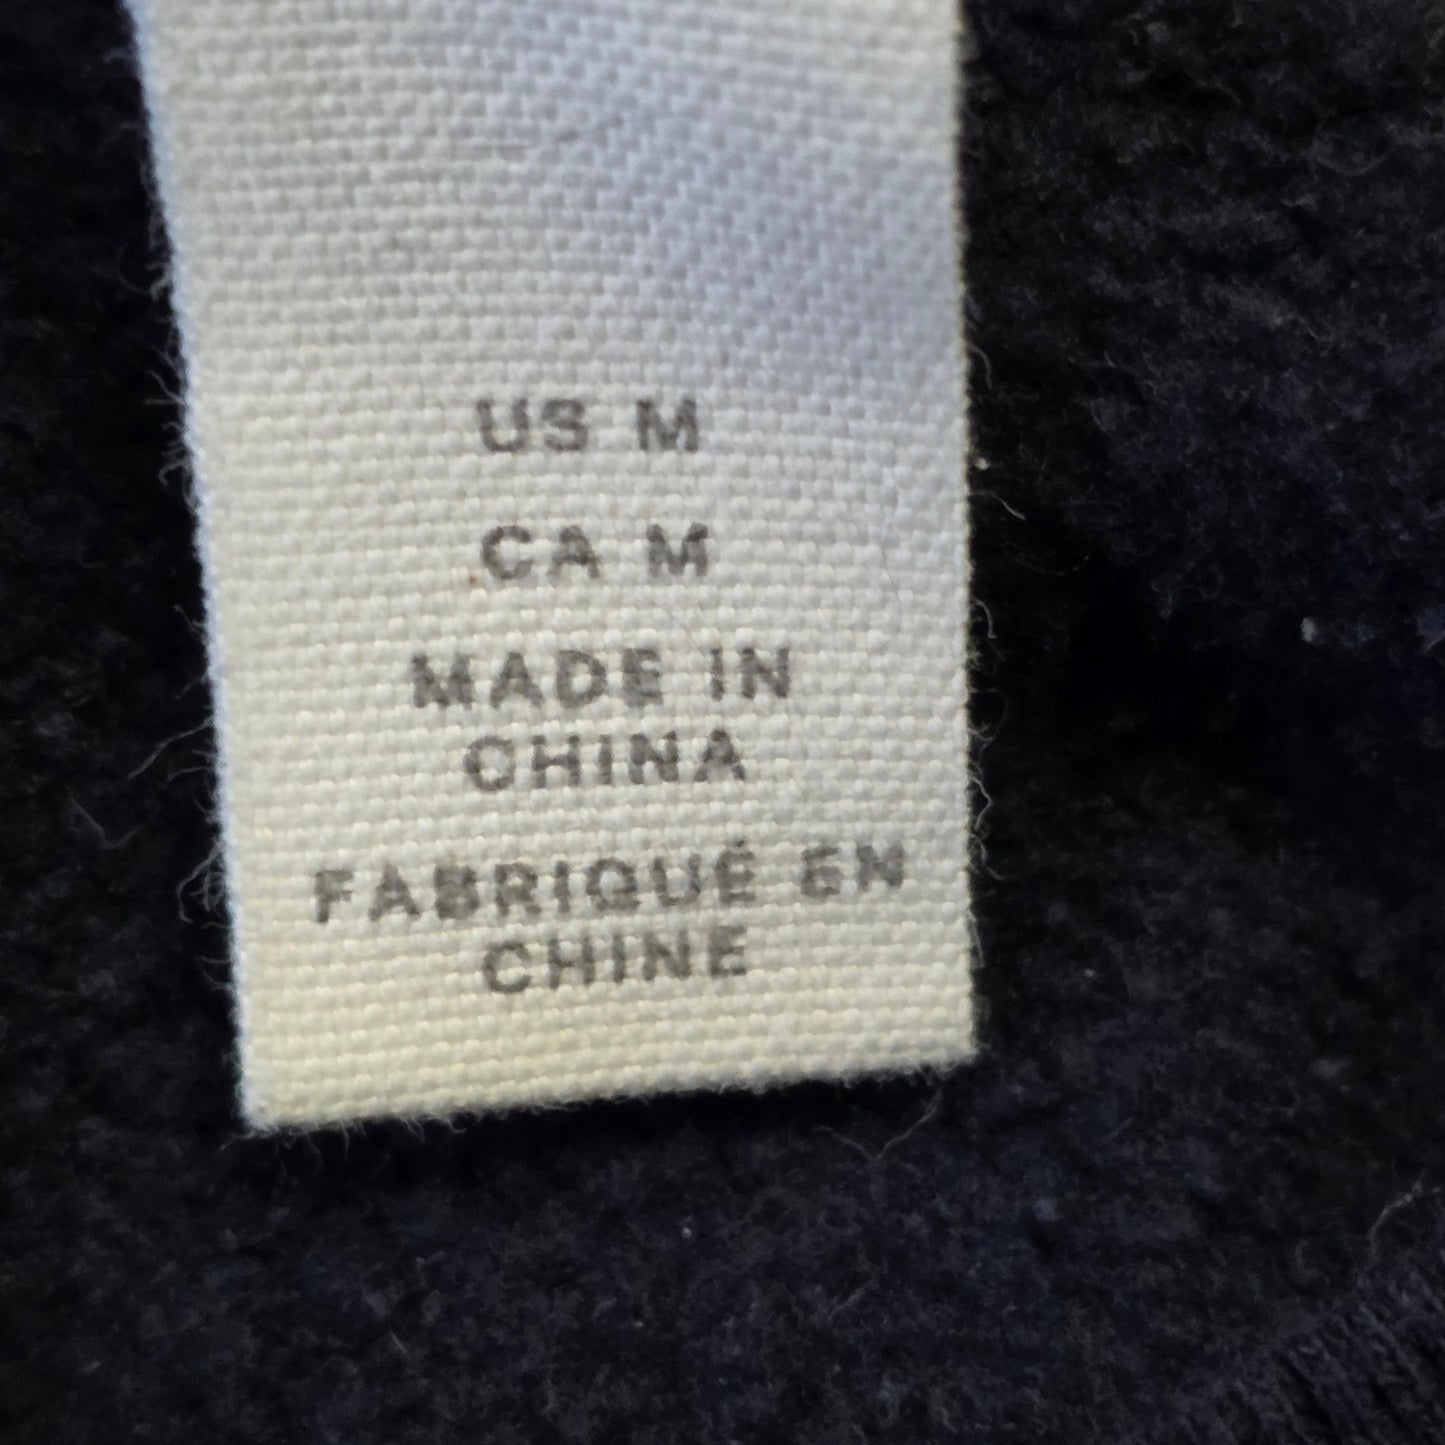 US M
CA M
MADE IN
CHINA
FABRIQUÉ EN
CHINE